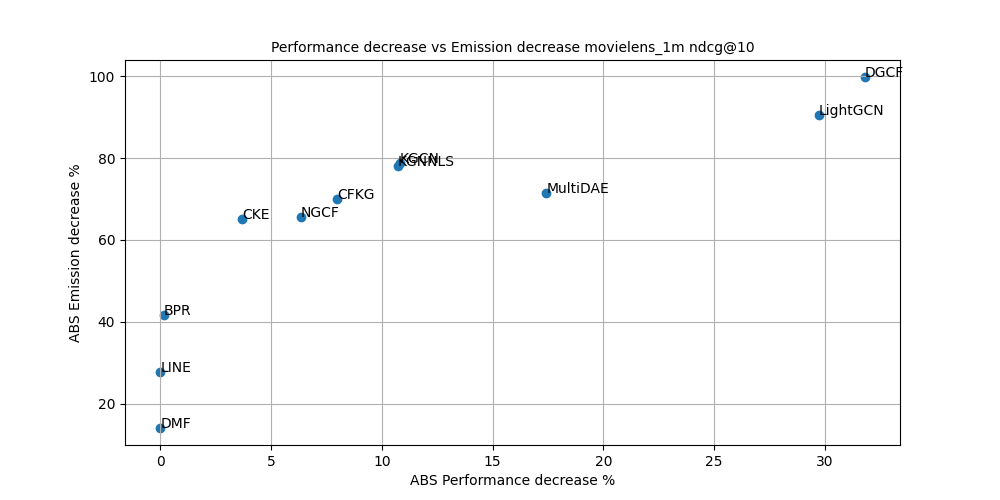 Performance decrease vs Emission decrease movielens_1m ndcg@10
ABS Emission decrease %
100
80
60
40
20
DGCF
LightGCN
KGCN
KGNNLS
MultiDAE
CFKG
CKE
NGCF
BPR
LINE
DMF
0
5
10
15
20
25
30
ABS Performance decrease %